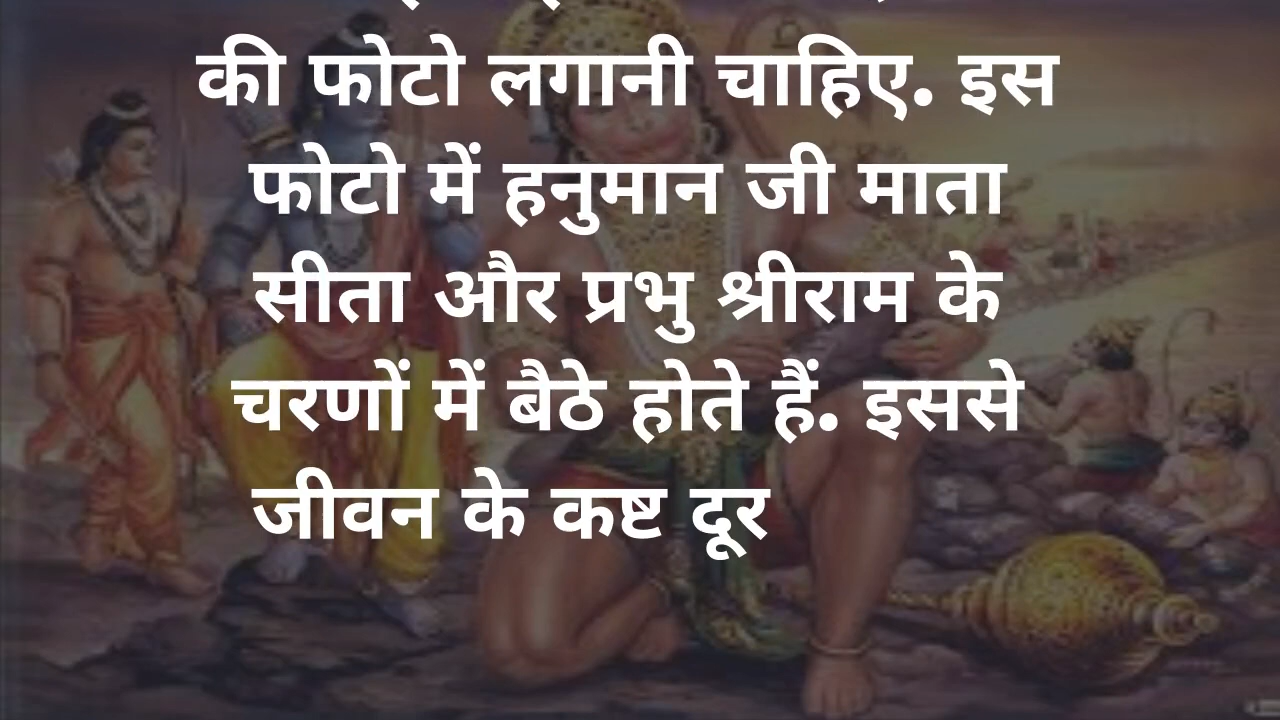 की फोटो लगानी चाहिए. इस
फोटो में हनुमान जी माता
सीता और प्रभु श्रीराम के
चरणों में बैठे होते हैं. इससे
जीवन के कष्ट दूर